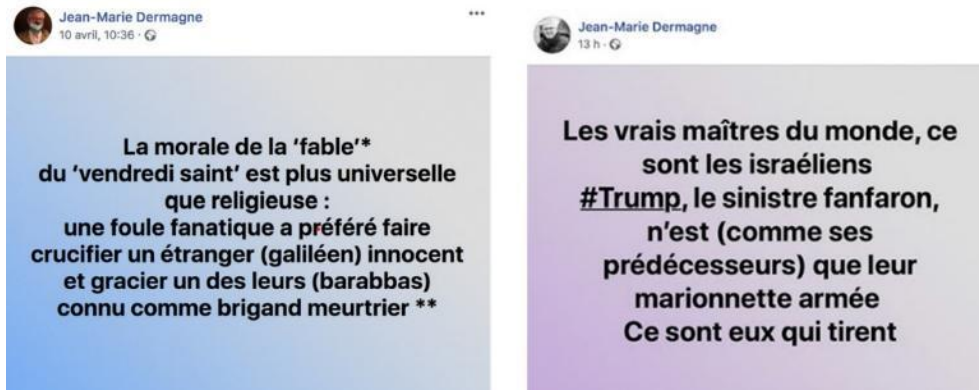 Jean-Marie Dermagne
10 avril, 10:36 ·
La morale de la 'fable'*
du 'vendredi saint' est plus universelle
que religieuse :
une foule fanatique a préféré faire
crucifier un étranger (galiléen) innocent
et gracier un des leurs (barabbas)
connu comme brigand meurtrier **
Jean-Marie Dermagne
13 h ·
Les vrais maîtres du monde, ce
sont les israéliens
#Trump, le sinistre fanfaron,
n'est (comme ses
prédécesseurs) que leur
marionnette armée
Ce sont eux qui tirent